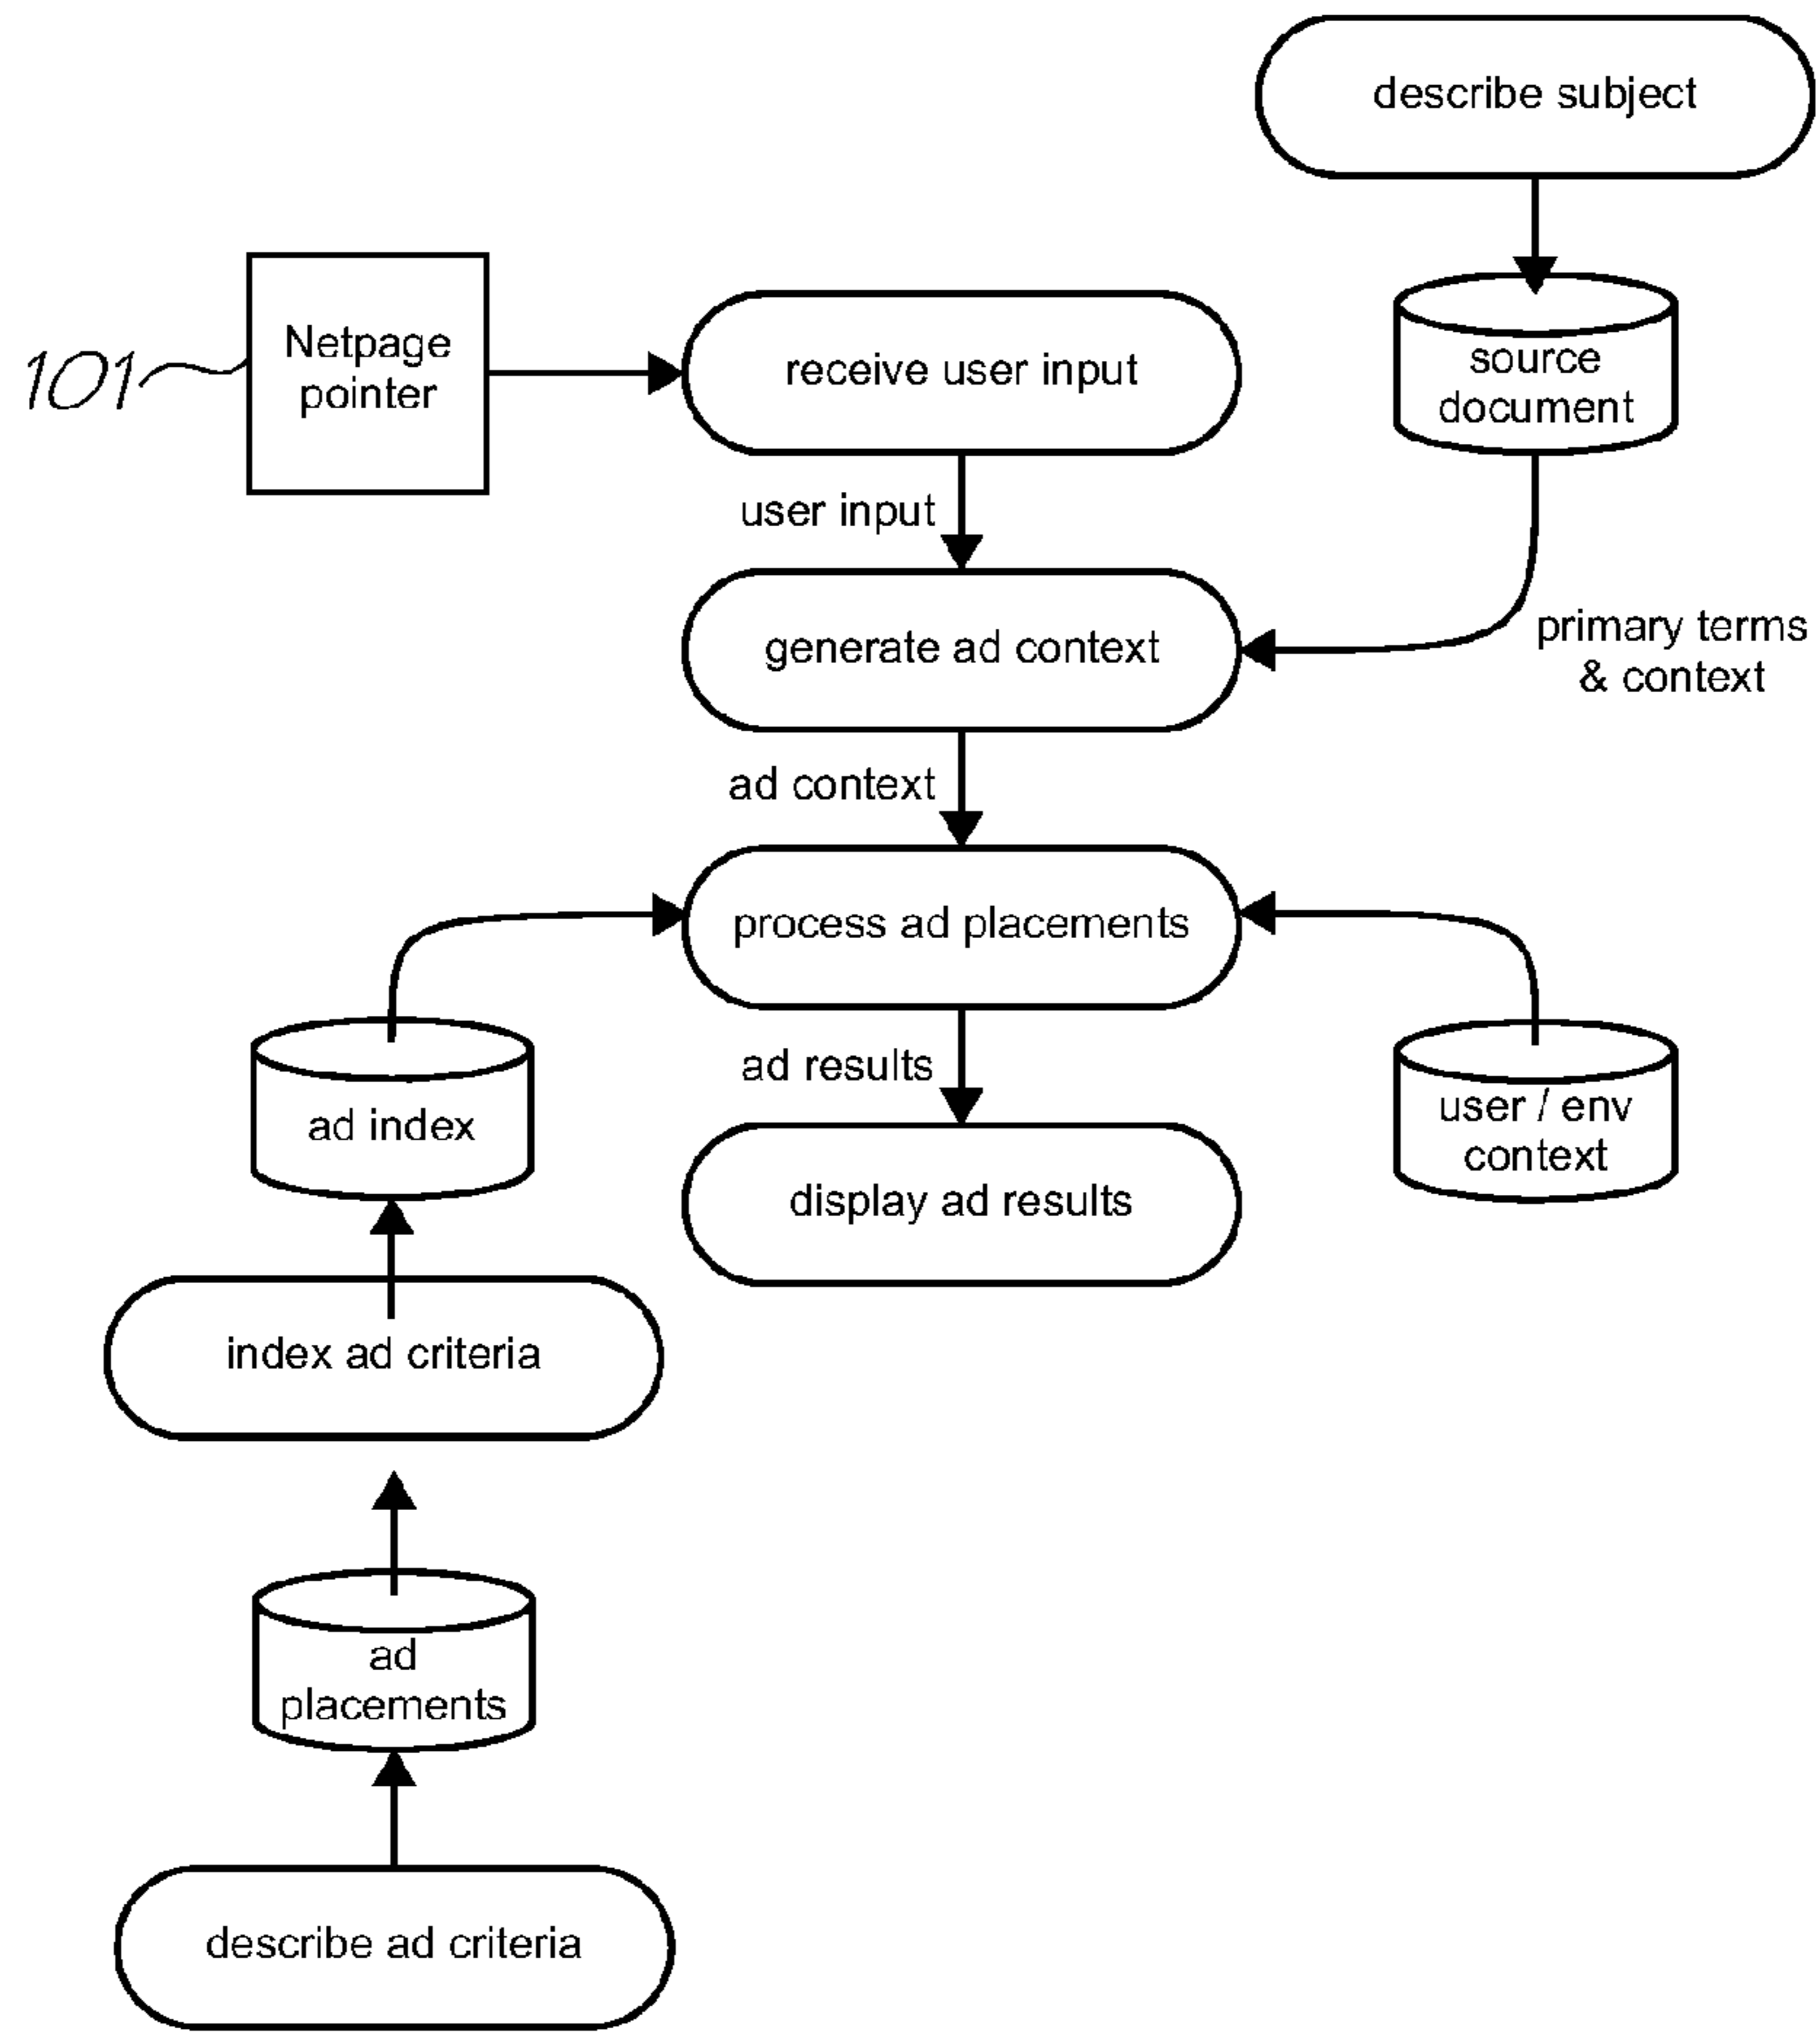 describe subject
Netpage
pointer
101
receive user input
source
document
user input
generate ad context
primary terms
& context
ad context
process ad placements
ad results
ad index
user / env
context
display ad results
index ad criteria
ad
placements
describe ad criteria